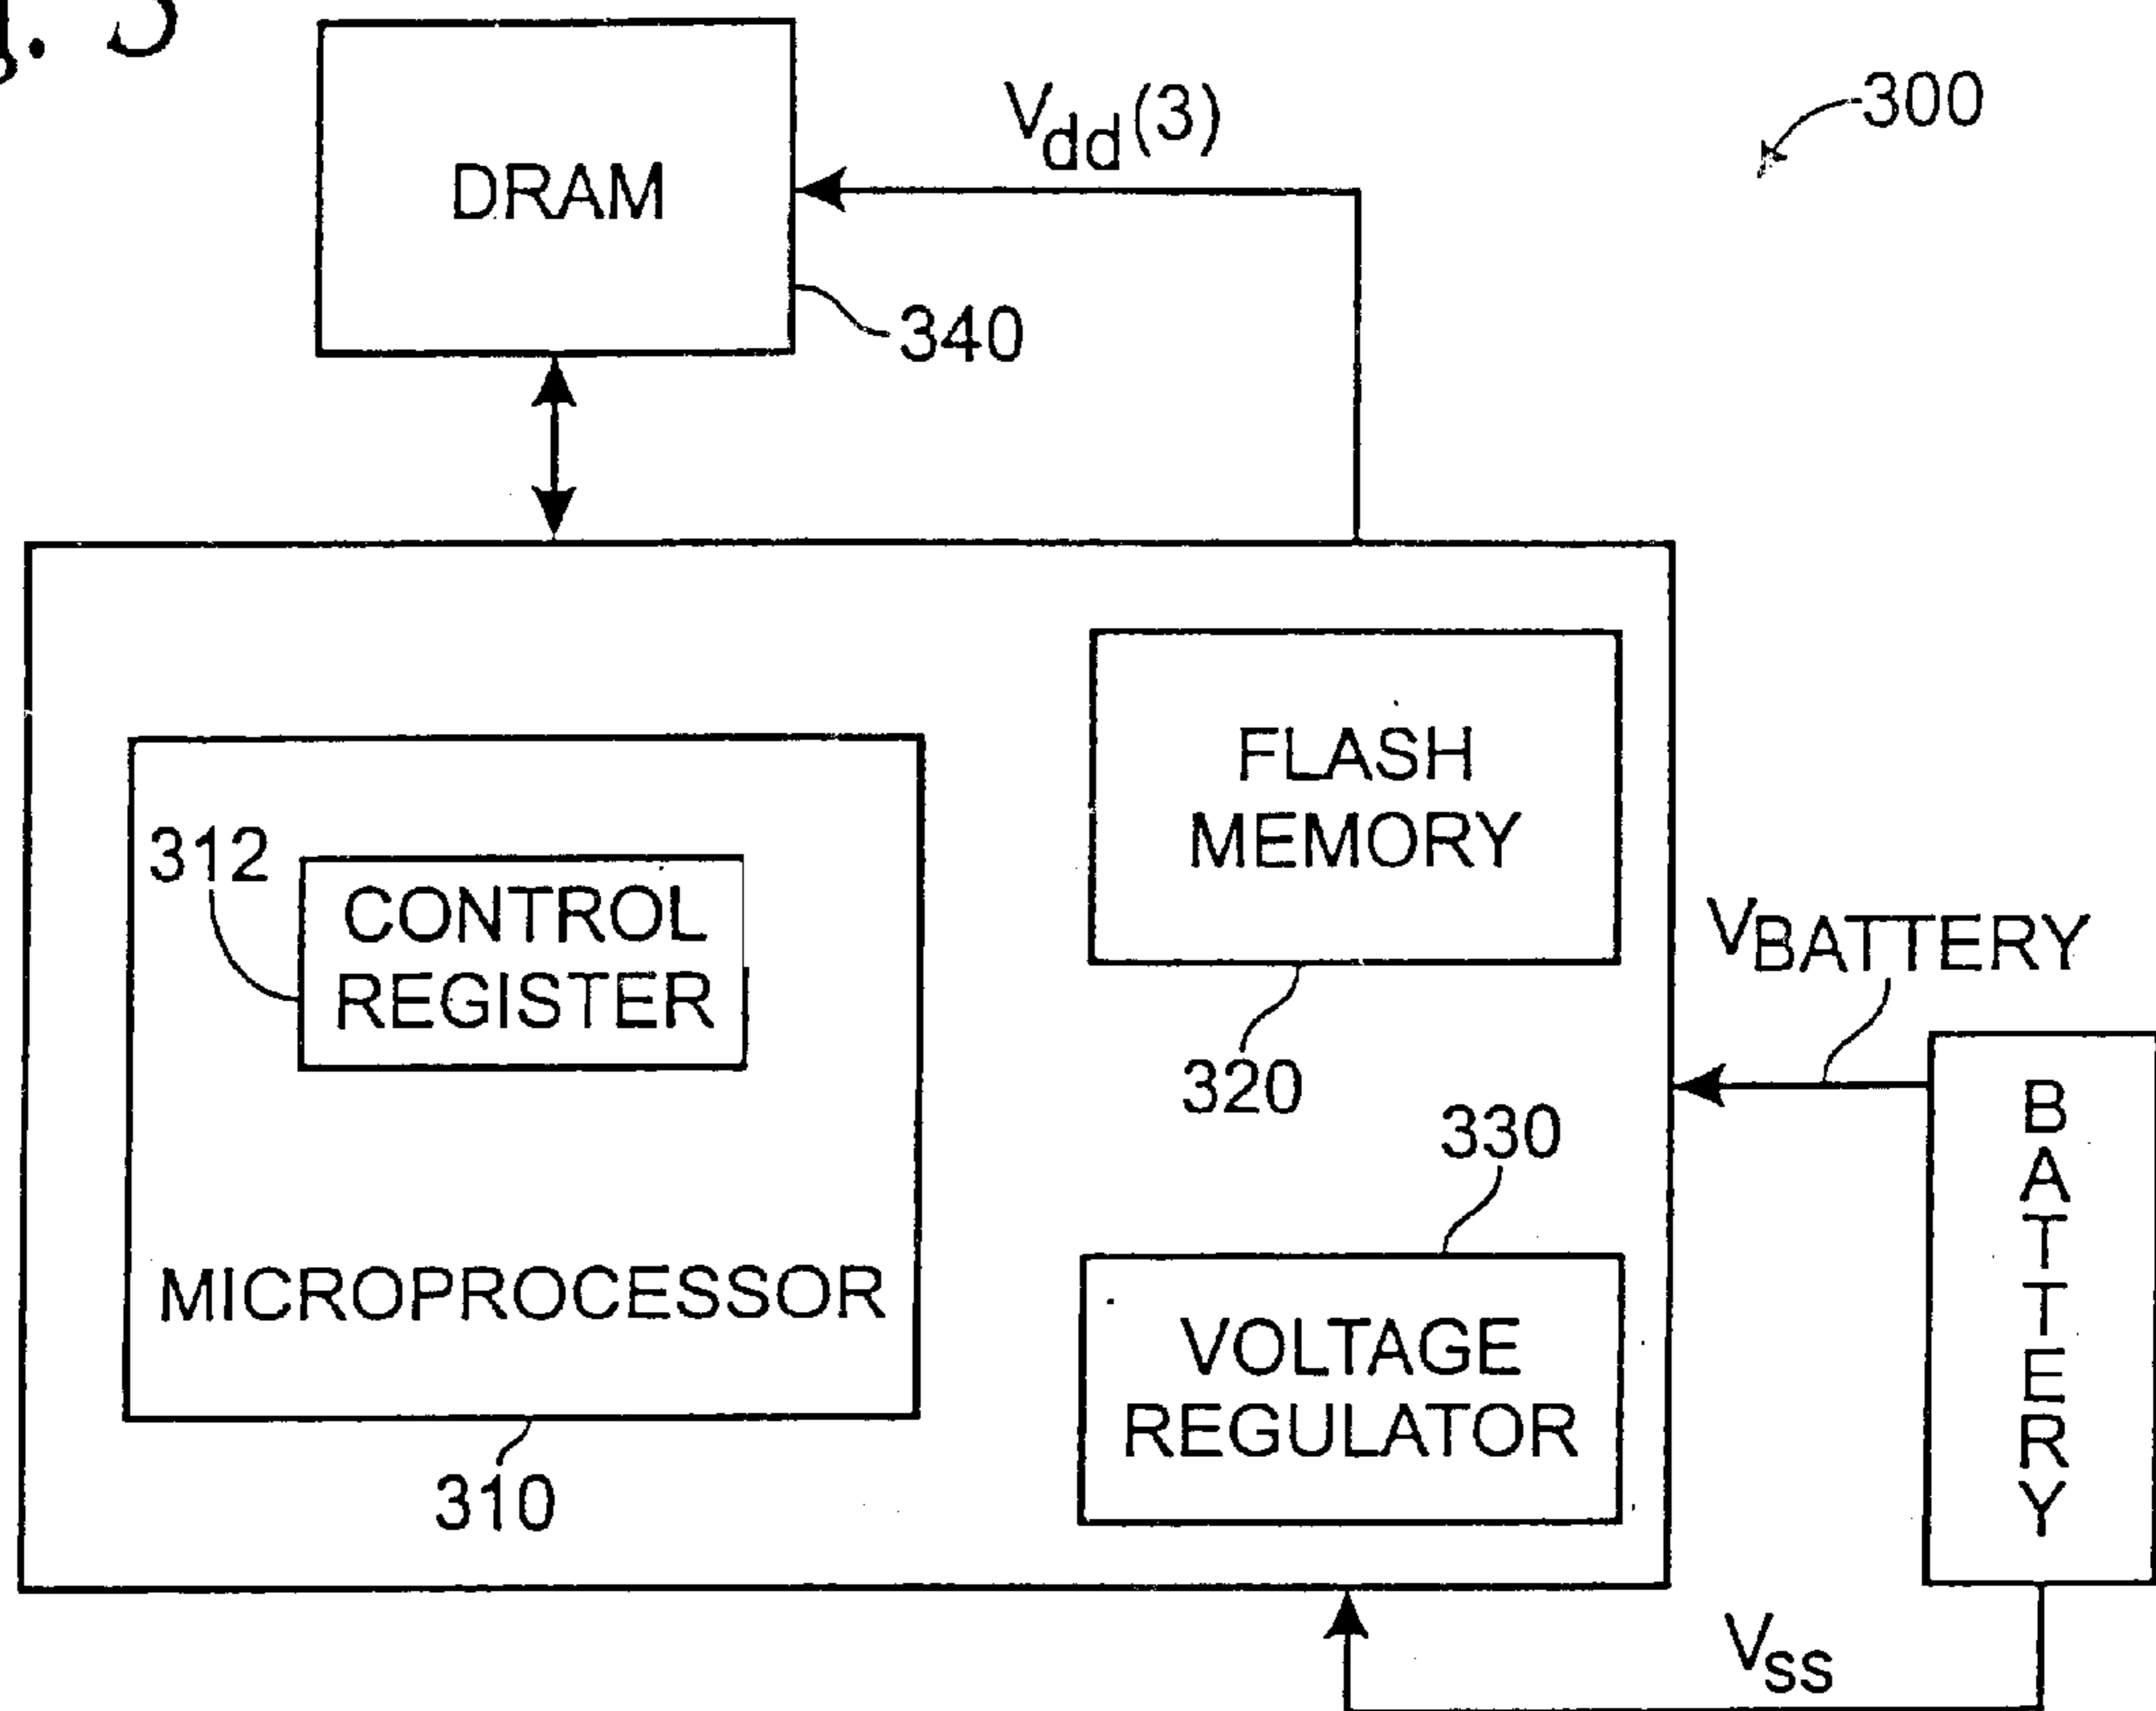 g. 3
DRAM
Vdd(3)
300
340
FLASH
MEMORY
312
CONTROL
REGISTER
320
VBATTERY
330
MICROPROCESSOR
VOLTAGE
REGULATOR
310
BATTERY
Vss